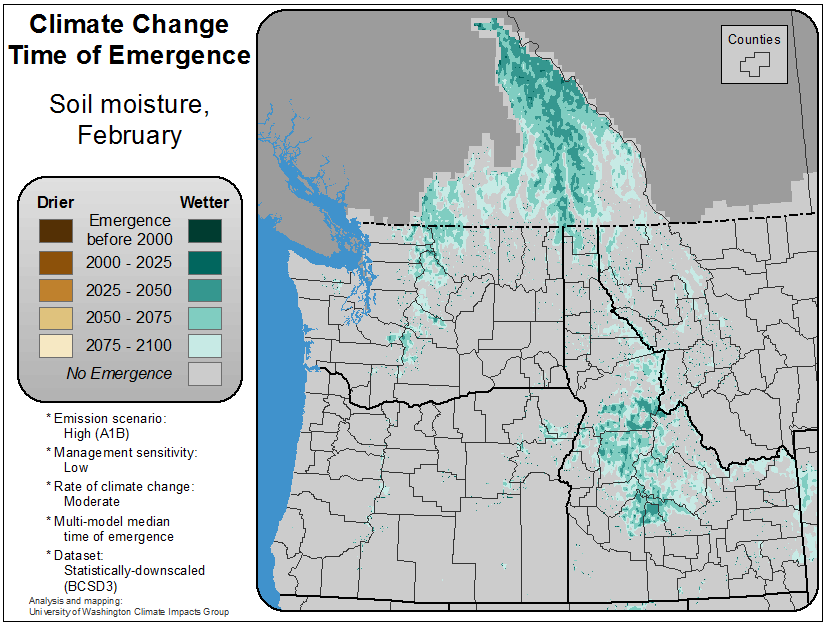 Climate Change
Time of Emergence
Soil moisture,
February
Drier
Wetter
Emergence
before 2000
2000 - 2025
2025 - 2050
2050 - 2075
2075 - 2100
No Emergence
* Emission scenario:
High (A1B)
* Management sensitivity:
Low
* Rate of climate change:
Moderate
* Multi-model median
time of emergence
* Dataset:
Statistically-downscaled
(BCSD3)
Analysis and mapping:
University of Washington Climate Impacts Group
Counties